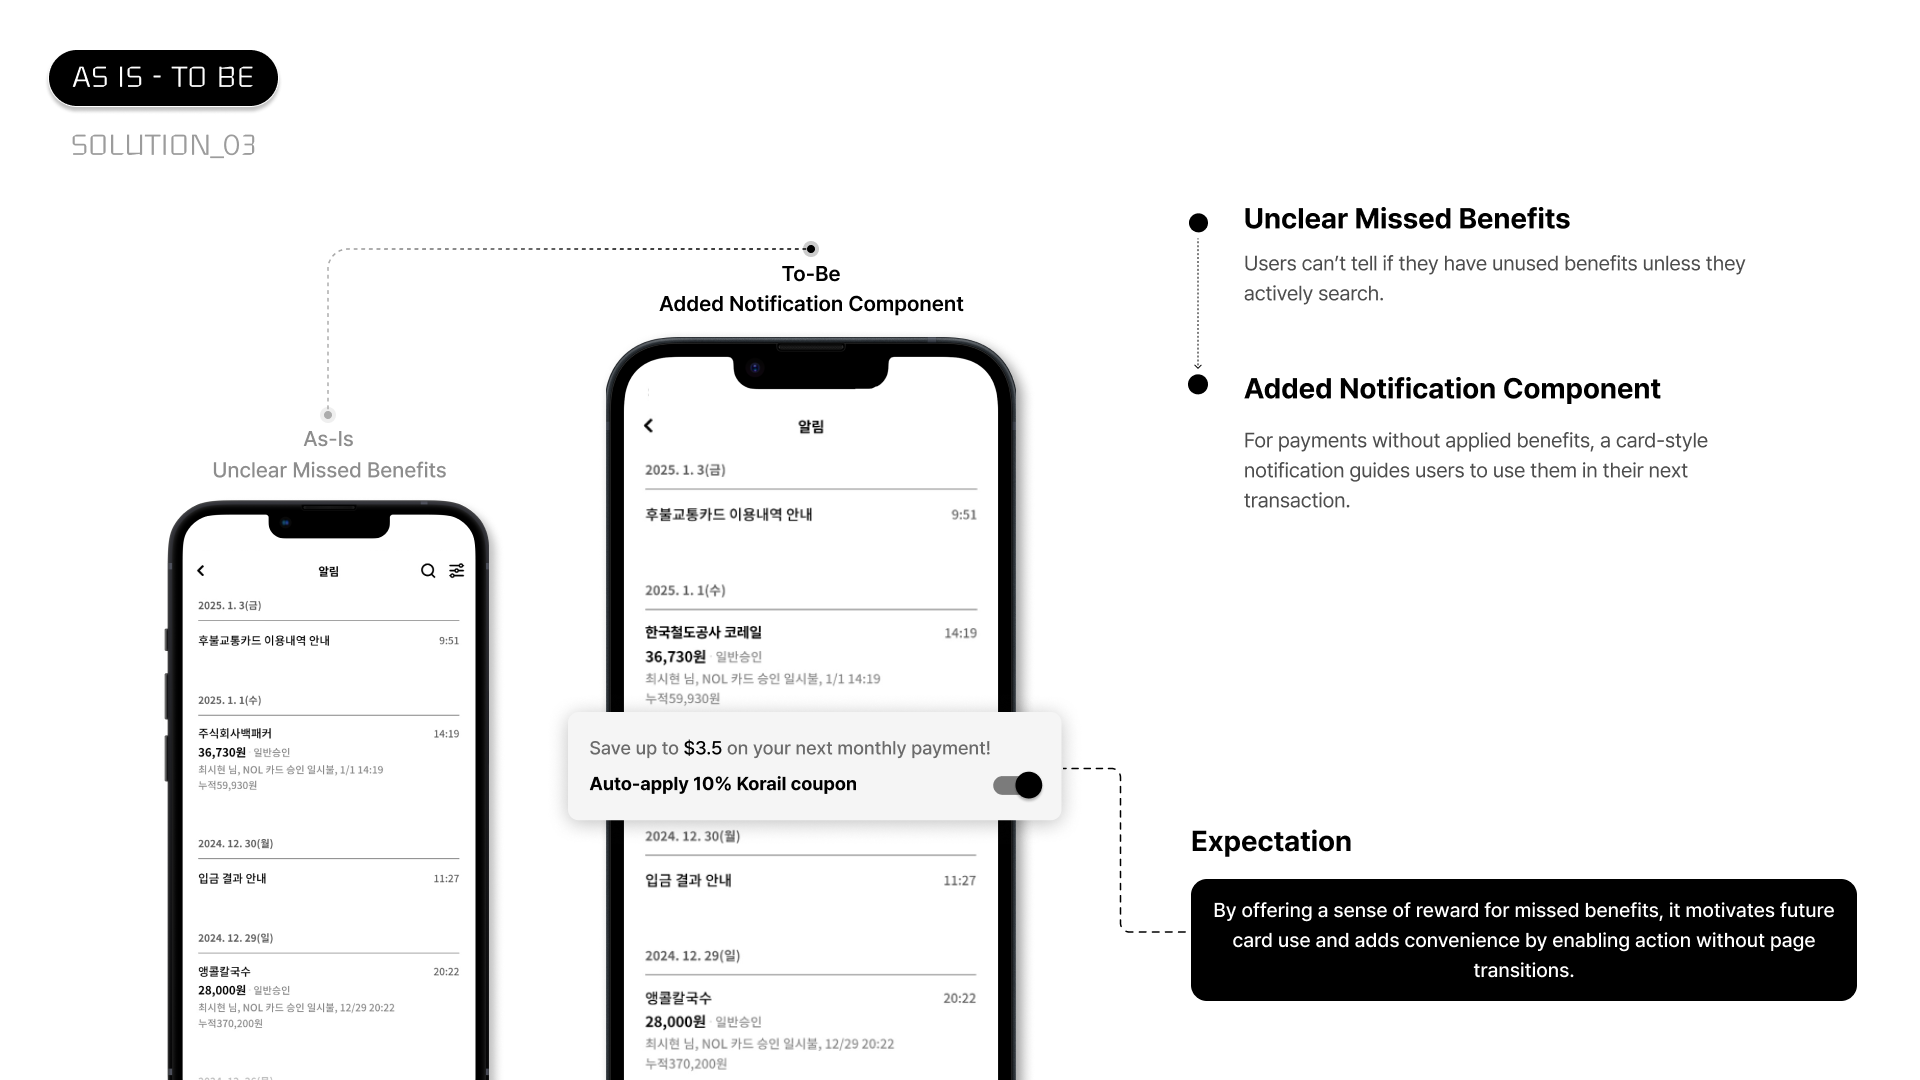 AS IS - TO BE
SOLUTION_03
As-Is
Unclear Missed Benefits
알림
2025. 1. 3(금)
후불교통카드 이용내역 안내 9:51
2025. 1. 1(수)
주식회사백패커 14:19
36,730원 · 일반승인
최시현 님, NOL 카드 승인 일시불, 1/1 14:19
누적59,930원
2024. 12. 30(월)
입금 결과 안내 11:27
2024. 12. 29(일)
앵콜칼국수 20:22
28,000원 · 일반승인
최시현 님, NOL 카드 승인 일시불, 12/29 20:22
누적370,200원
To-Be
Added Notification Component
알림
2025. 1. 3(금)
후불교통카드 이용내역 안내 9:51
2025. 1. 1(수)
한국철도공사 코레일 14:19
36,730원 · 일반승인
최시현 님, NOL 카드 승인 일시불, 1/1 14:19
누적59,930원
Save up to $3.5 on your next monthly payment!
Auto-apply 10% Korail coupon
2024. 12. 30(월)
입금 결과 안내 11:27
2024. 12. 29(일)
앵콜칼국수 20:22
28,000원 · 일반승인
최시현 님, NOL 카드 승인 일시불, 12/29 20:22
누적370,200원
Unclear Missed Benefits
Users can’t tell if they have unused benefits unless they
actively search.
Added Notification Component
For payments without applied benefits, a card-style
notification guides users to use them in their next
transaction.
Expectation
By offering a sense of reward for missed benefits, it motivates future
card use and adds convenience by enabling action without page
transitions.